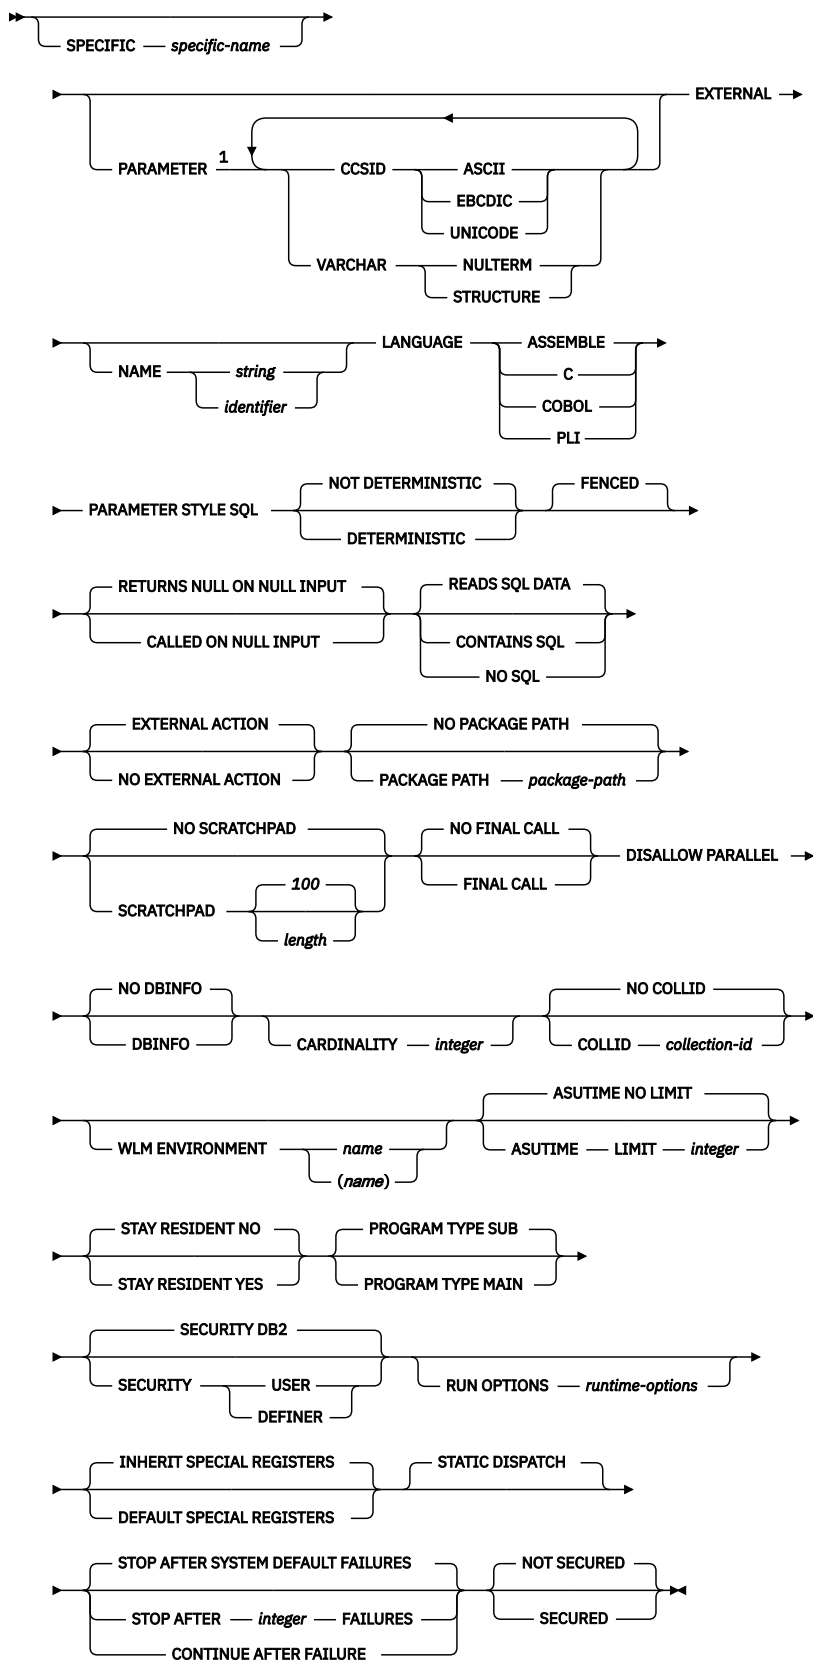 SPECIFIC specific-name
EXTERNAL
PARAMETER 1 CCSID ASCII
EBCDIC
UNICODE
VARCHAR NULTERM
STRUCTURE
LANGUAGE ASSEMBLE
NAME string C
identifier COBOL
PLI
NOT DETERMINISTIC FENCED
PARAMETER STYLE SQL
DETERMINISTIC
RETURNS NULL ON NULL INPUT READS SQL DATA
CALLED ON NULL INPUT CONTAINS SQL
NO SQL
EXTERNAL ACTION NO PACKAGE PATH
NO EXTERNAL ACTION PACKAGE PATH package-path
NO SCRATCHPAD NO FINAL CALL
DISALLOW PARALLEL
100 FINAL CALL
SCRATCHPAD
length
NO DBINFO NO COLLID
DBINFO CARDINALITY integer COLLID collection-id
ASUTIME NO LIMIT
WLM ENVIRONMENT name ASUTIME LIMIT integer
(name)
STAY RESIDENT NO PROGRAM TYPE SUB
STAY RESIDENT YES PROGRAM TYPE MAIN
SECURITY DB2
SECURITY USER RUN OPTIONS runtime-options
DEFINER
INHERIT SPECIAL REGISTERS STATIC DISPATCH
DEFAULT SPECIAL REGISTERS
STOP AFTER SYSTEM DEFAULT FAILURES NOT SECURED
STOP AFTER integer FAILURES SECURED
CONTINUE AFTER FAILURE